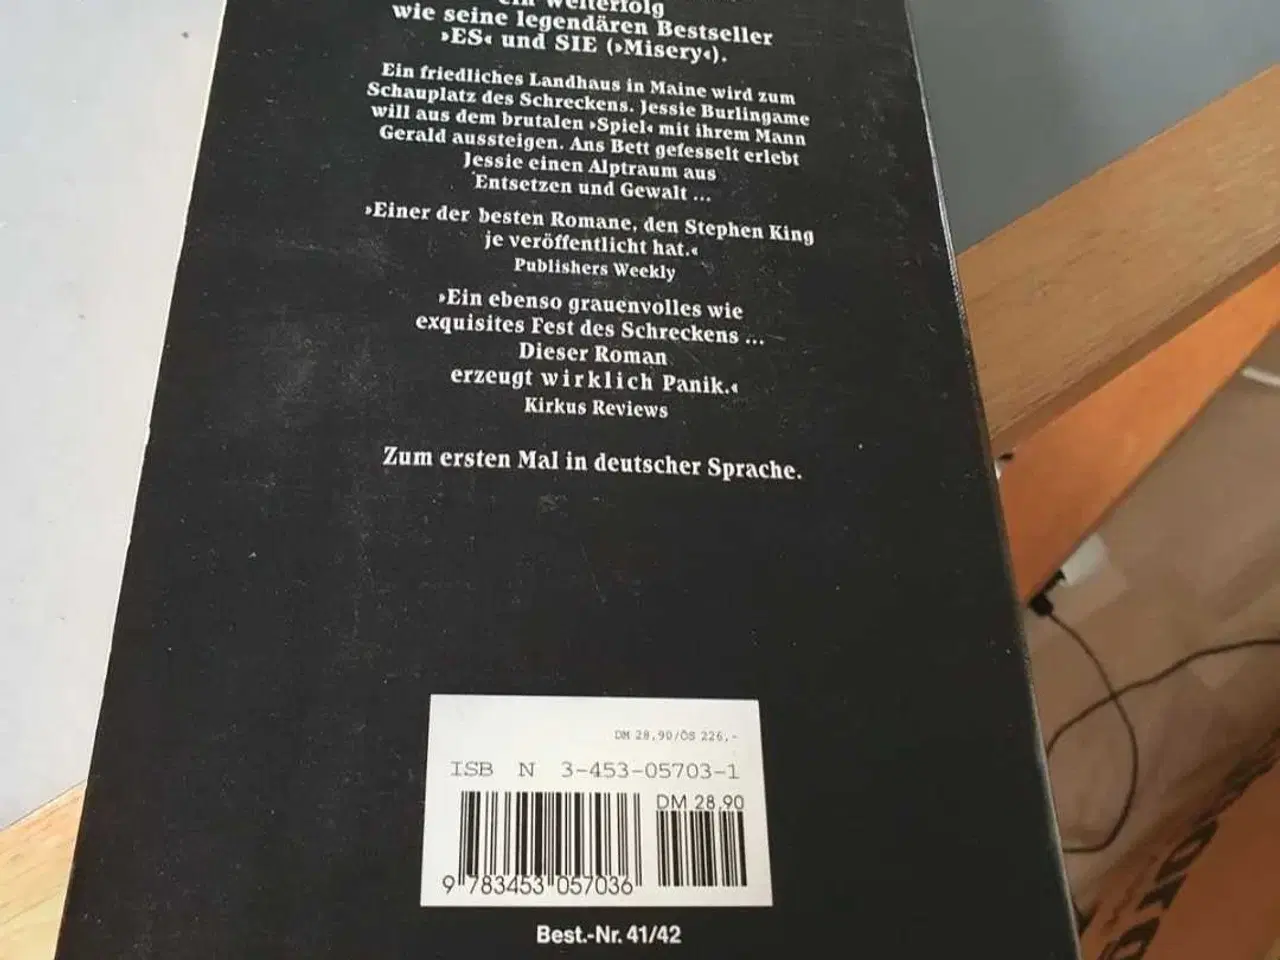 ein Welterfolg
wie seine legendären Bestseller
›ES‹ und SIE (›Misery‹).
Ein friedliches Landhaus in Maine wird zum
Schauplatz des Schreckens. Jessie Burlingame
will aus dem brutalen ›Spiel‹ mit ihrem Mann
Gerald aussteigen. Ans Bett gefesselt erlebt
Jessie einen Alptraum aus
Entsetzen und Gewalt ...
›Einer der besten Romane, den Stephen King
je veröffentlicht hat.‹
Publishers Weekly
›Ein ebenso grauenvolles wie
exquisites Fest des Schreckens ...
Dieser Roman
erzeugt wirklich Panik.‹
Kirkus Reviews
Zum ersten Mal in deutscher Sprache.
DM 28,90/ÖS 226,-
ISB N 3-453-05703-1
DM 28,90
9 783453 057036
Best.-Nr. 41/42